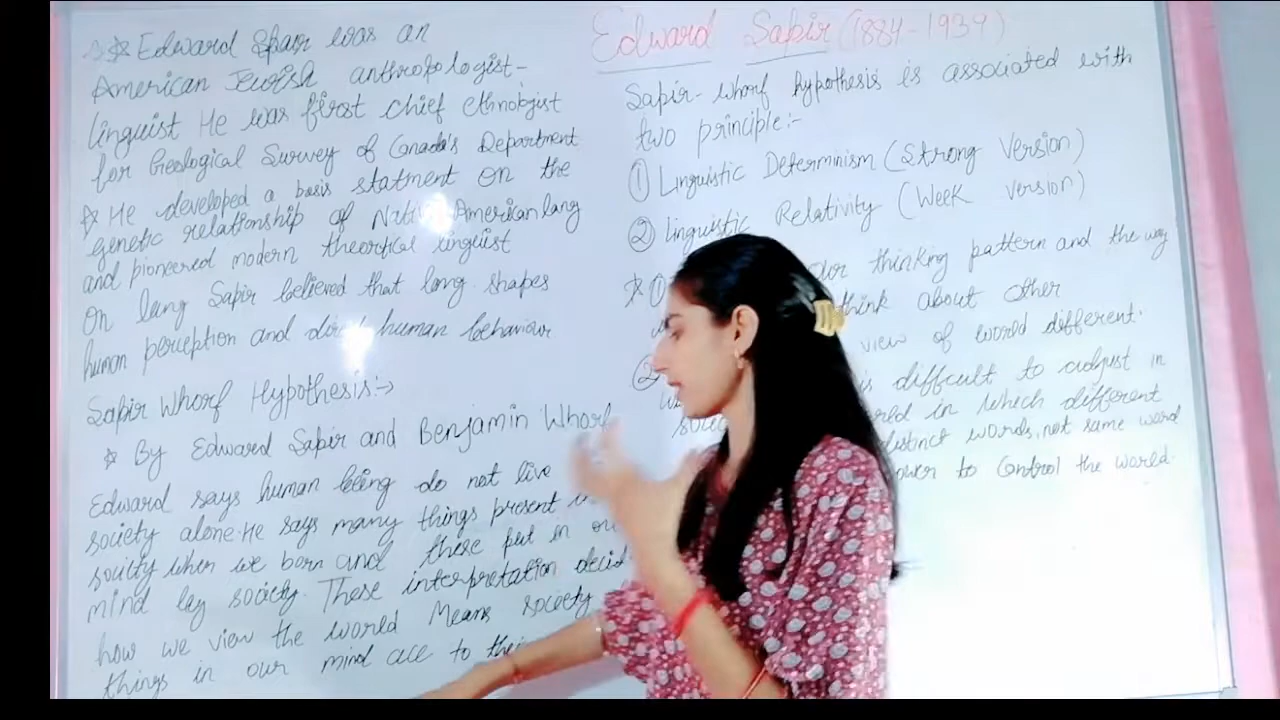 ☆ Edward Spair was an
American Jewish anthropologist-
linguist He was first chief ethnologist
for Geological Survey of Canada's Department
☆ He developed a basis statment on the
genetic relationship of Native American lang
and pioneered modern theortical linguist
On lang Sapir believed that lang shapes
human perception and human behaviour
Sapir Whorf Hypothesis:->
☆ By Edward Sapir and Benjamin Whorf
Edward says human being do not live
society alone. He says many things present
society when we born and these put in
mind by society. These interpretation
how we view the world Means society
things in our mind acc to
Edward Sapir (1884-1939)
Sapir- whorf hypothesis is associated with
two principle:-
① Linguistic Determinism (Strong Version)
② Linguistic Relativity (Week version)
☆ ① thinking pattern and the way
think about other
view of world different.
② is difficult to adjust in
in which different
distinct words, not same word
to Control the world.